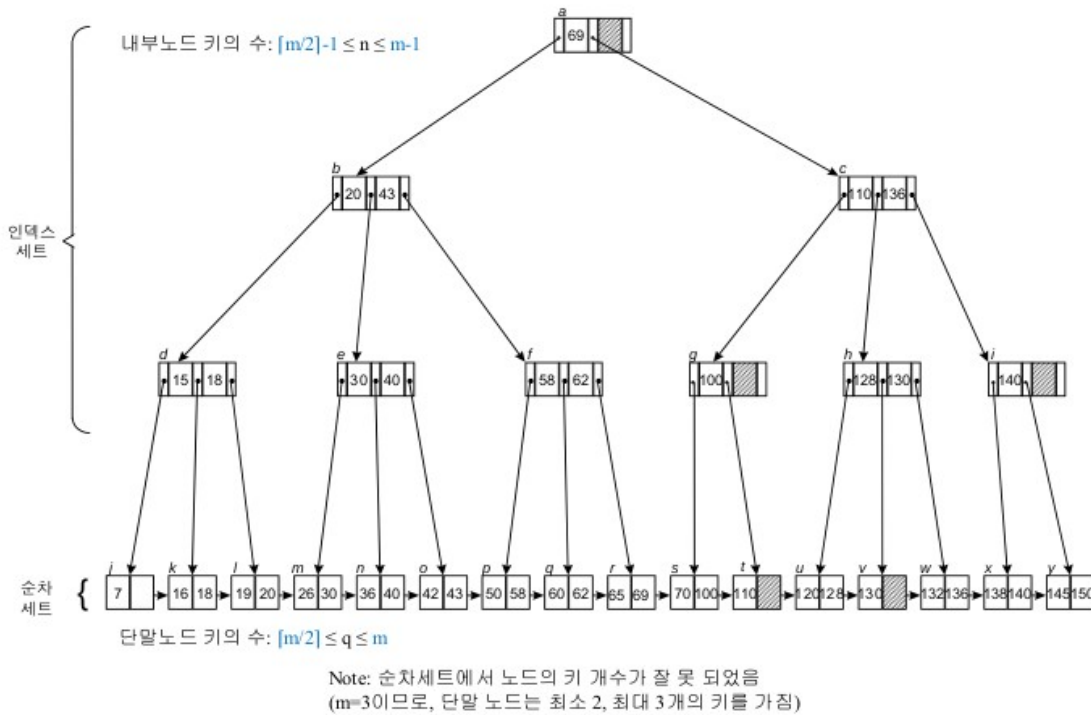 a
내부노드 키의 수: ⌈m/2⌉-1 ≤ n ≤ m-1
69
b
20 43
c
110 136
인덱스
세트
d
15 18
e
30 40
f
58 62
g
100
h
128 130
i
140
순차
세트
{
j k l m n o p q r s t u v w x y
7 16 18 19 20 26 30 36 40 42 43 50 58 60 62 65 69 70 100 110 120 128 130 132 136 138 140 145 150
단말노드 키의 수: ⌈m/2⌉ ≤ q ≤ m
Note: 순차세트에서 노드의 키 개수가 잘 못 되었음
(m=3이므로, 단말 노드는 최소 2, 최대 3개의 키를 가짐)